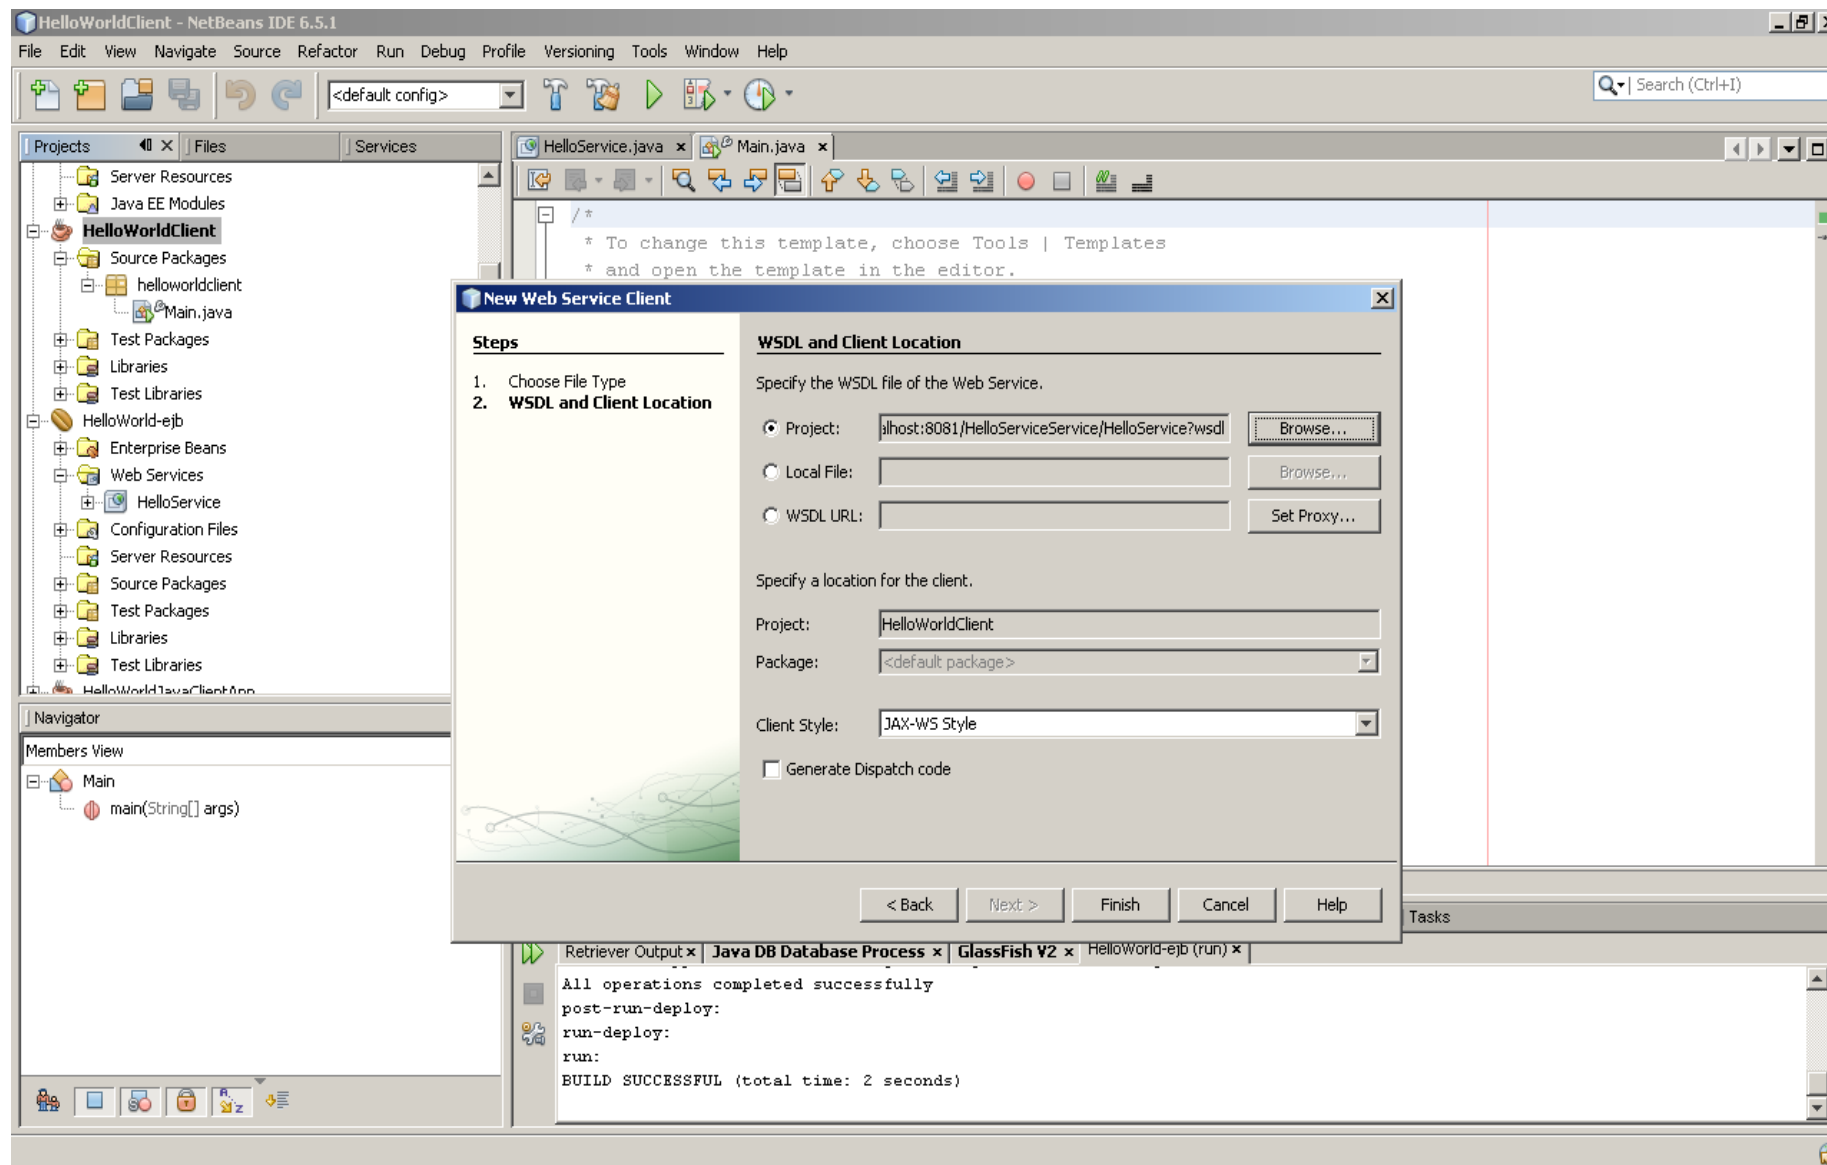 HelloWorldClient - NetBeans IDE 6.5.1
File Edit View Navigate Source Refactor Run Debug Profile Versioning Tools Window Help
<default config>
Search (Ctrl+I)
Projects
Files
Services
Server Resources
Java EE Modules
HelloWorldClient
Source Packages
helloworldclient
Main.java
Test Packages
Libraries
Test Libraries
HelloWorld-ejb
Enterprise Beans
Web Services
HelloService
Configuration Files
Server Resources
Source Packages
Test Packages
Libraries
Test Libraries
HelloWorldJavaClientApp
Navigator
Members View
Main
main(String[] args)
HelloService.java
Main.java
/*
* To change this template, choose Tools | Templates
* and open the template in the editor.
New Web Service Client
Steps
1. Choose File Type
2. WSDL and Client Location
WSDL and Client Location
Specify the WSDL file of the Web Service.
Project: alhost:8081/HelloServiceService/HelloService?wsdl Browse...
Local File: Browse...
WSDL URL: Set Proxy...
Specify a location for the client.
Project: HelloWorldClient
Package: <default package>
Client Style: JAX-WS Style
Generate Dispatch code
< Back Next > Finish Cancel Help
Tasks
Retriever Output
Java DB Database Process
GlassFish V2
HelloWorld-ejb (run)
All operations completed successfully
post-run-deploy:
run-deploy:
run:
BUILD SUCCESSFUL (total time: 2 seconds)